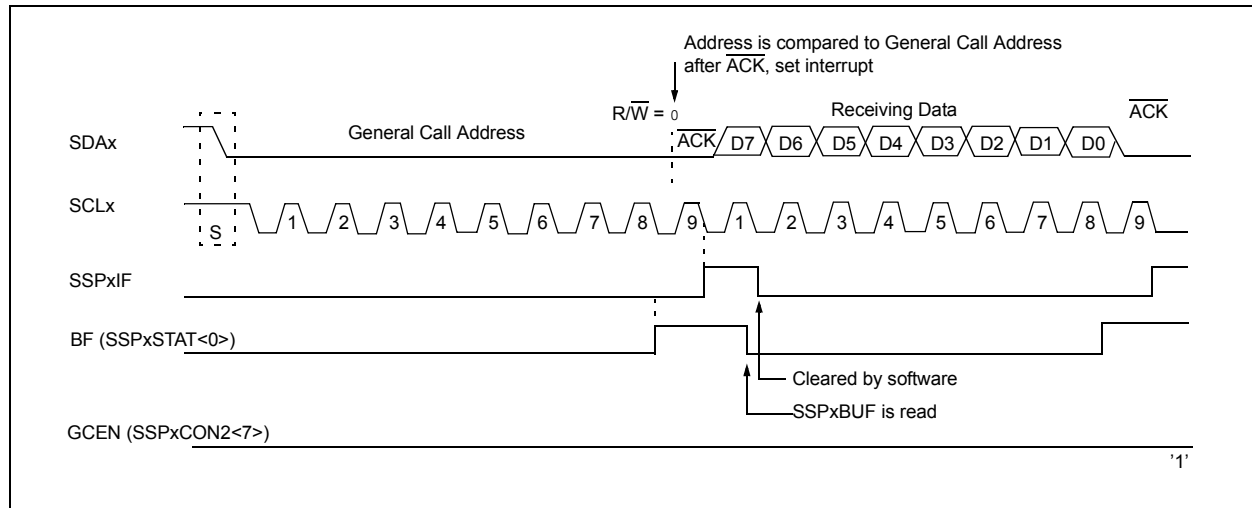 Address is compared to General Call Address
after A̅C̅K̅, set interrupt
R/W̅ = 0
General Call Address
Receiving Data
A̅C̅K̅
SDAx
A̅C̅K̅
D7 D6 D5 D4 D3 D2 D1 D0
SCLx
S
1 2 3 4 5 6 7 8 9 1 2 3 4 5 6 7 8 9
SSPxIF
BF (SSPxSTAT<0>)
Cleared by software
SSPxBUF is read
GCEN (SSPxCON2<7>)
’1’